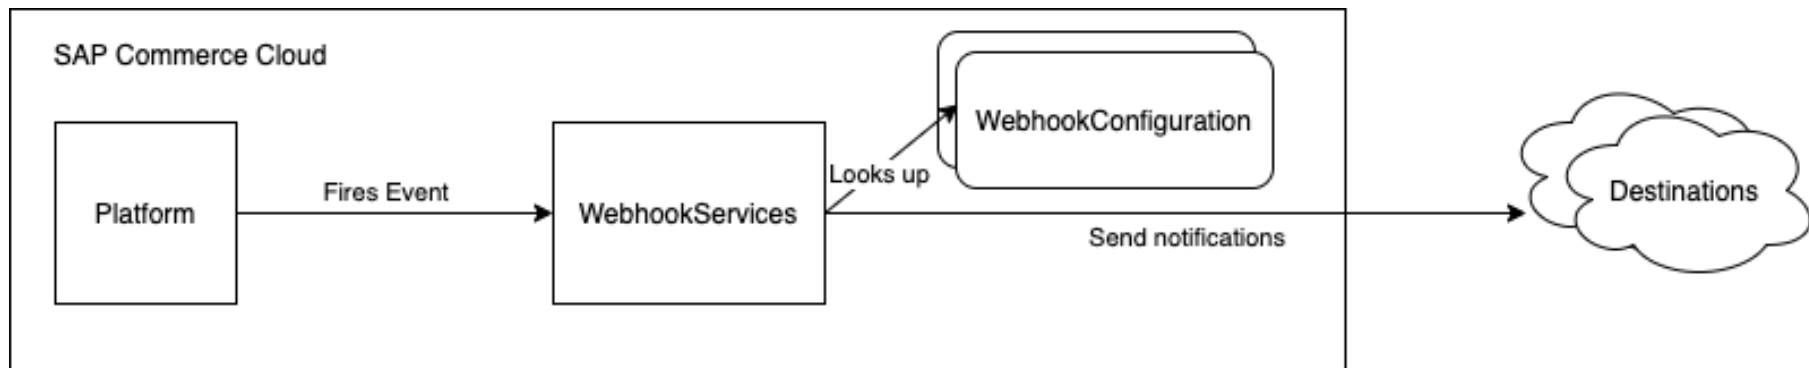 SAP Commerce Cloud
Platform
Fires Event
WebhookServices
Looks up
WebhookConfiguration
Send notifications
Destinations